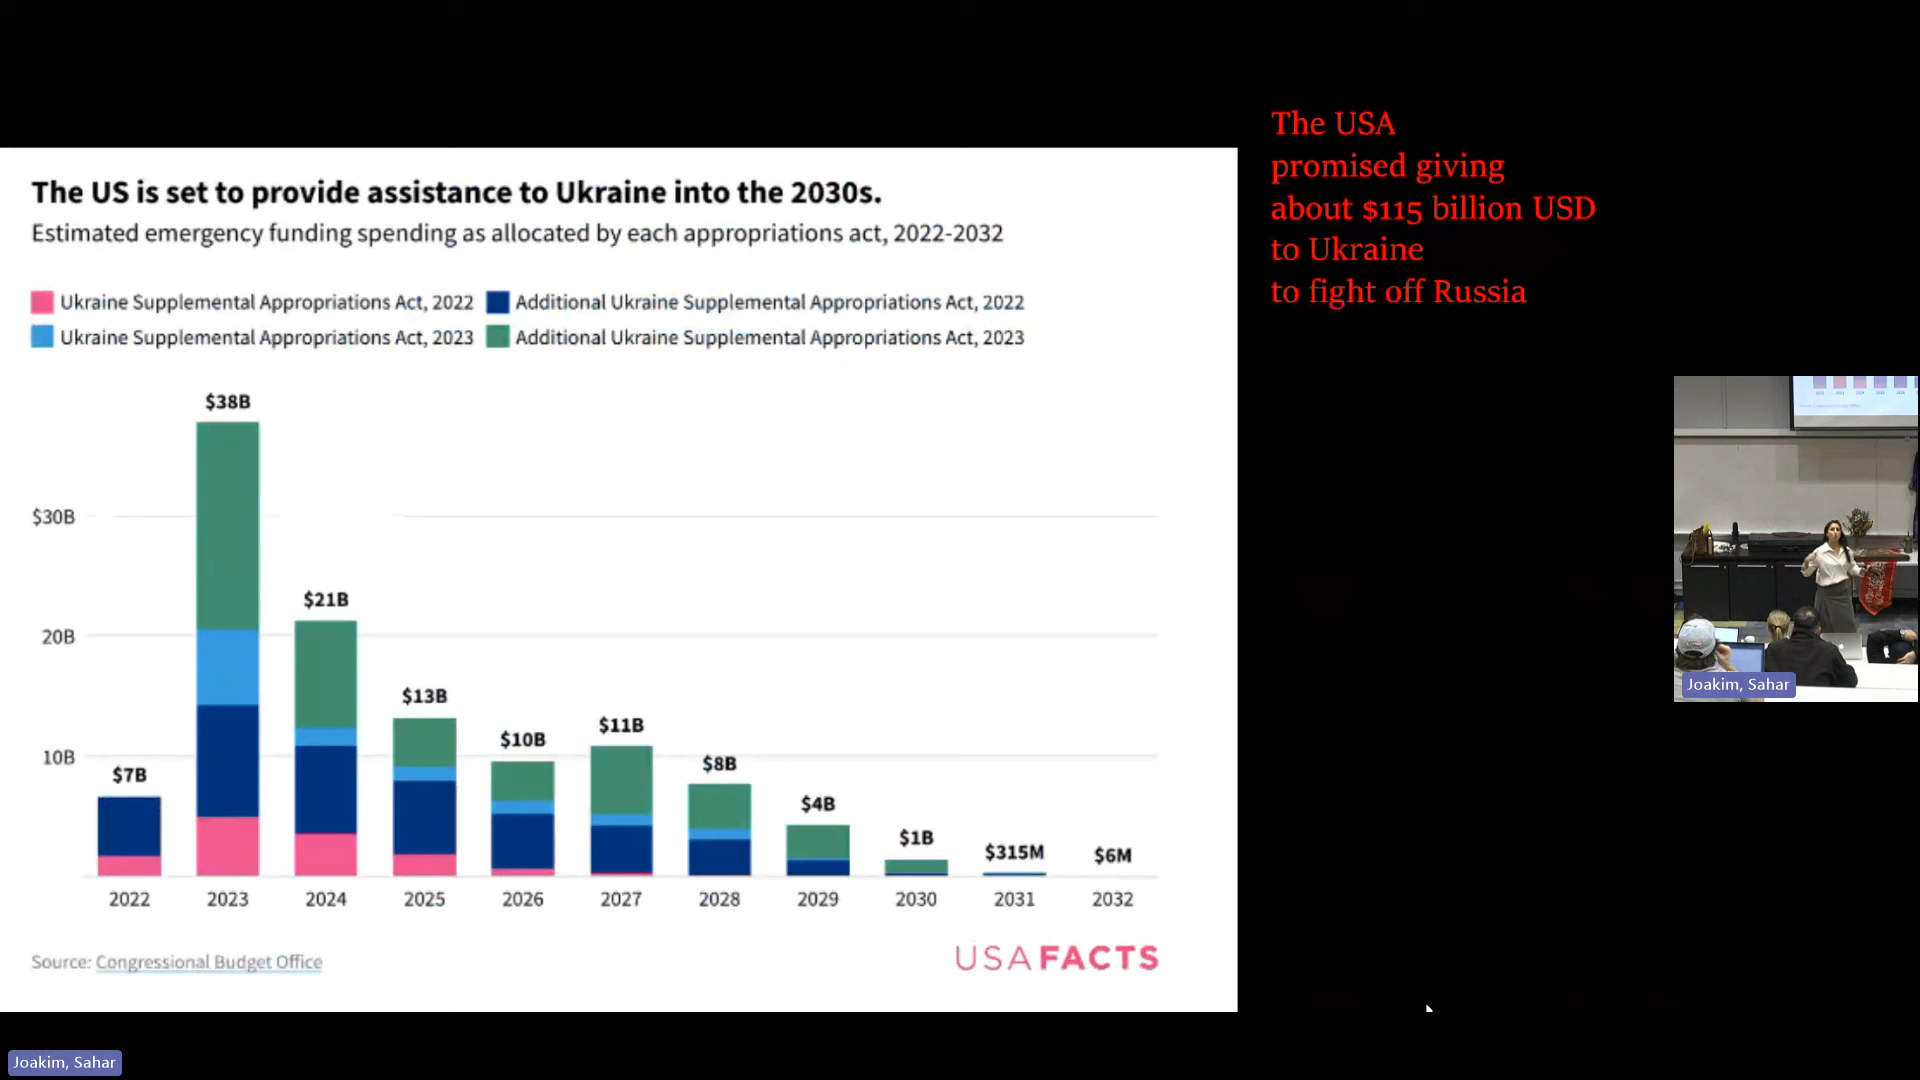 The USA
promised giving
about $115 billion USD
to Ukraine
to fight off Russia
The US is set to provide assistance to Ukraine into the 2030s.
Estimated emergency funding spending as allocated by each appropriations act, 2022-2032
Ukraine Supplemental Appropriations Act, 2022 Additional Ukraine Supplemental Appropriations Act, 2022
Ukraine Supplemental Appropriations Act, 2023 Additional Ukraine Supplemental Appropriations Act, 2023
$38B
$30B
$21B
20B
$13B
$11B
$10B
10B
$8B
$7B
$4B
$1B
$315M
$6M
2022 2023 2024 2025 2026 2027 2028 2029 2030 2031 2032
Source: Congressional Budget Office
USAFACTS
Joakim, Sahar
Joakim, Sahar